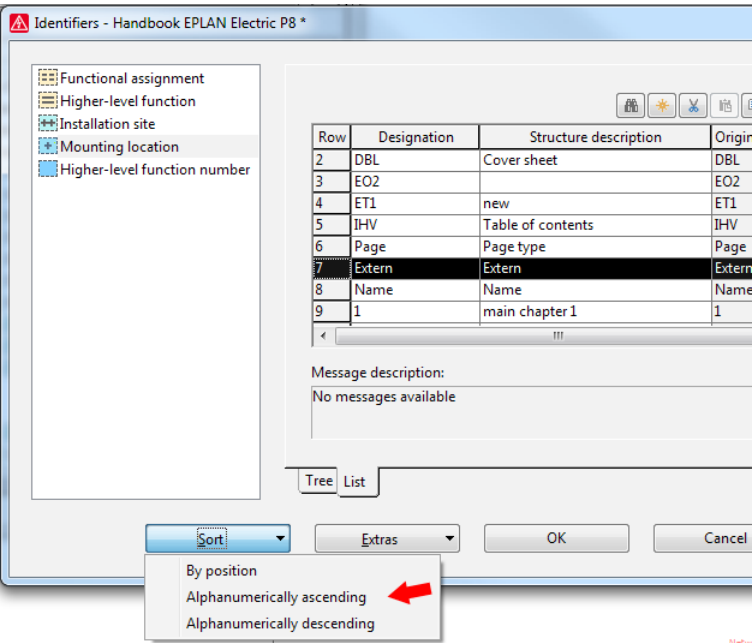 Identifiers - Handbook EPLAN Electric P8 *
Functional assignment
Higher-level function
Installation site
Mounting location
Higher-level function number
Row Designation Structure description Origin
2 DBL Cover sheet DBL
3 EO2 EO2
4 ET1 new ET1
5 IHV Table of contents IHV
6 Page Page type Page
7 Extern Extern Extern
8 Name Name Name
9 1 main chapter 1 1
Message description:
No messages available
Tree List
Sort Extras OK Cancel
By position
Alphanumerically ascending
Alphanumerically descending